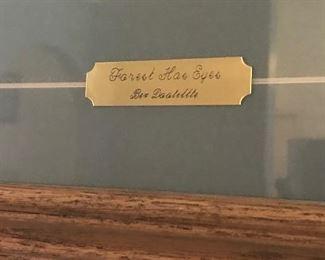 Forest Has Eyes
Bev Doolittle